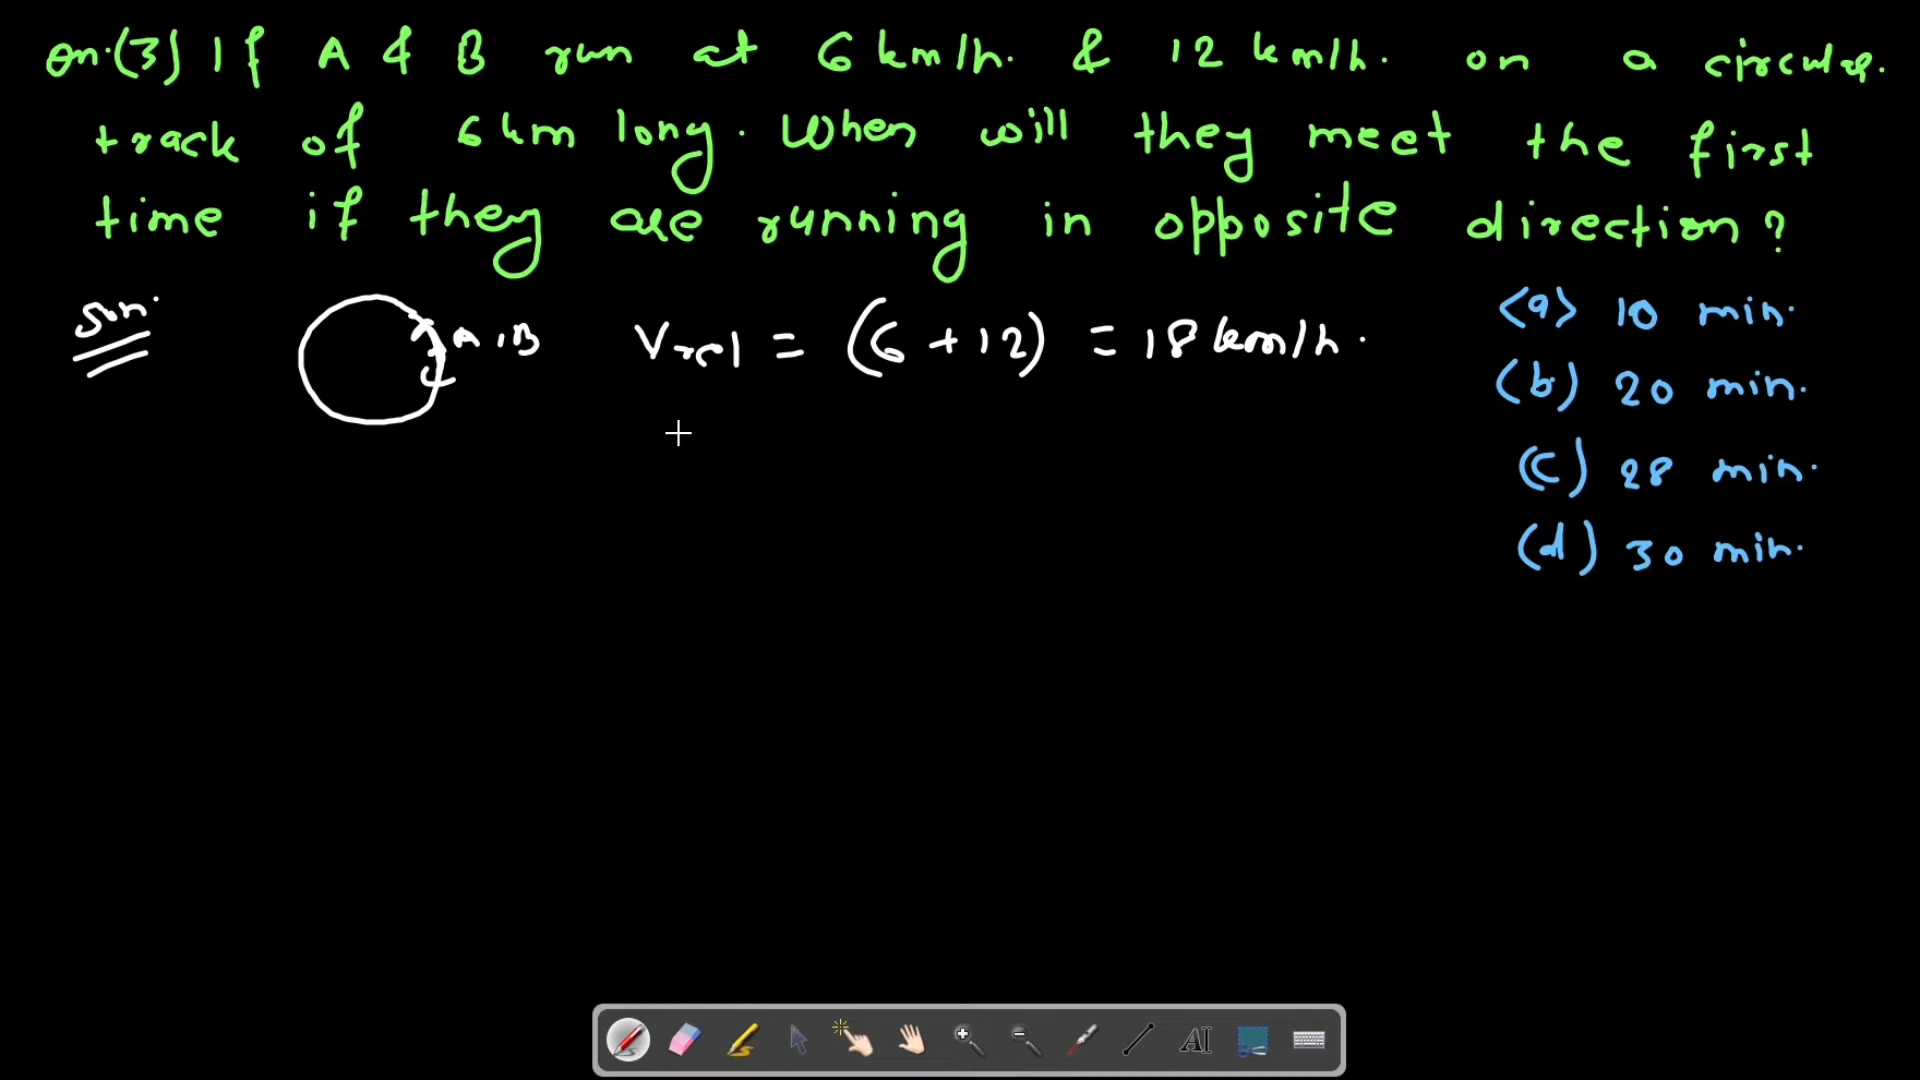 Qn.(3) If A & B run at 6 km/h. & 12 km/h. on a circular.
track of 6 km long. When will they meet the first
time if they are running in opposite direction?
Soln.
A, B
Vrel = (6 + 12) = 18 km/h.
(a) 10 min.
(b) 20 min.
(c) 28 min.
(d) 30 min.
AI